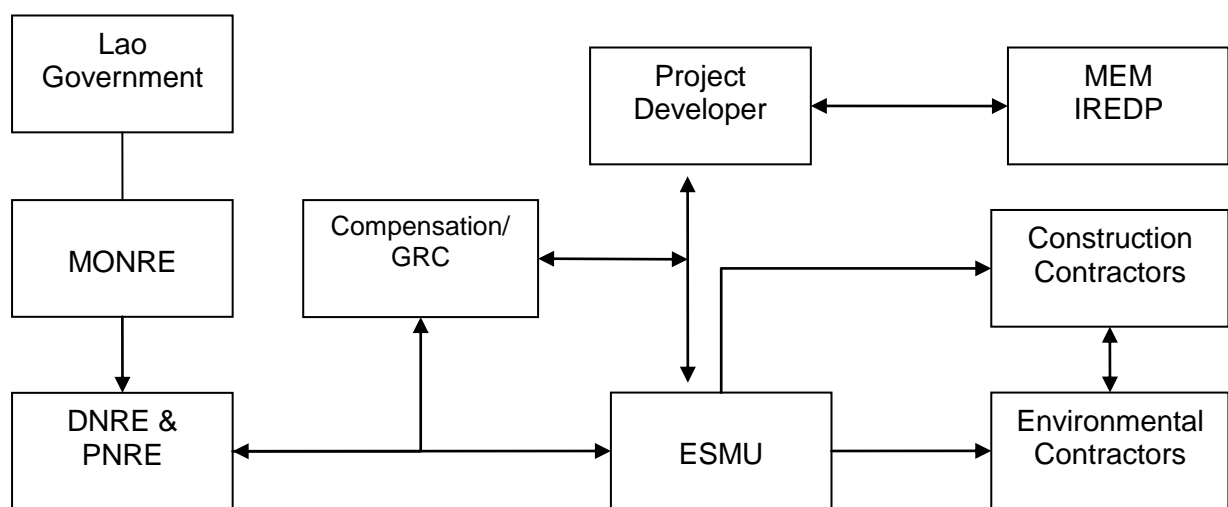 Lao
Government
Project
Developer
MEM
IREDP
MONRE
Compensation/
GRC
Construction
Contractors
DNRE &
PNRE
ESMU
Environmental
Contractors